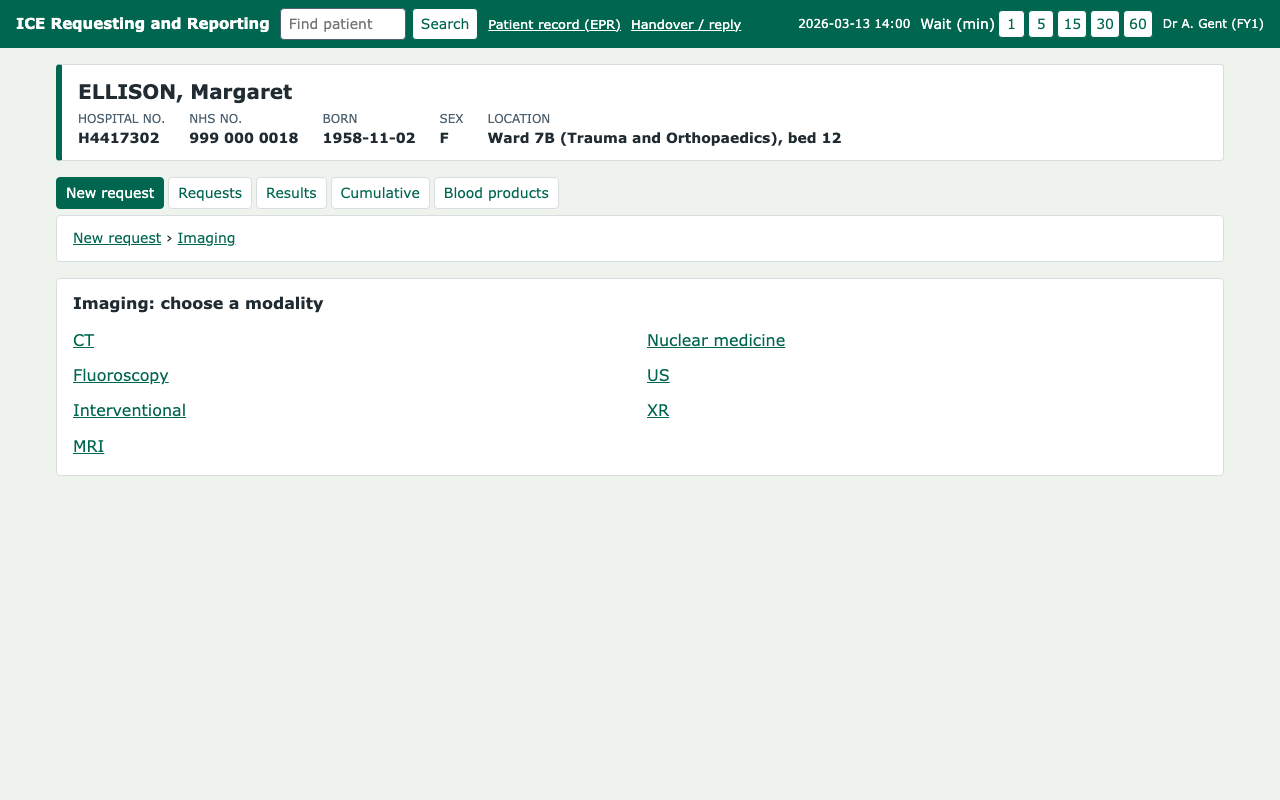 ICE Requesting and Reporting Find patient Search Patient record (EPR) Handover / reply 2026-03-13 14:00 Wait (min) 1 5 15 30 60 Dr A. Gent (FY1)
ELLISON, Margaret
HOSPITAL NO. NHS NO. BORN SEX LOCATION
H4417302 999 000 0018 1958-11-02 F Ward 7B (Trauma and Orthopaedics), bed 12
New request Requests Results Cumulative Blood products
New request › Imaging
Imaging: choose a modality
CT
Fluoroscopy
Interventional
MRI
Nuclear medicine
US
XR